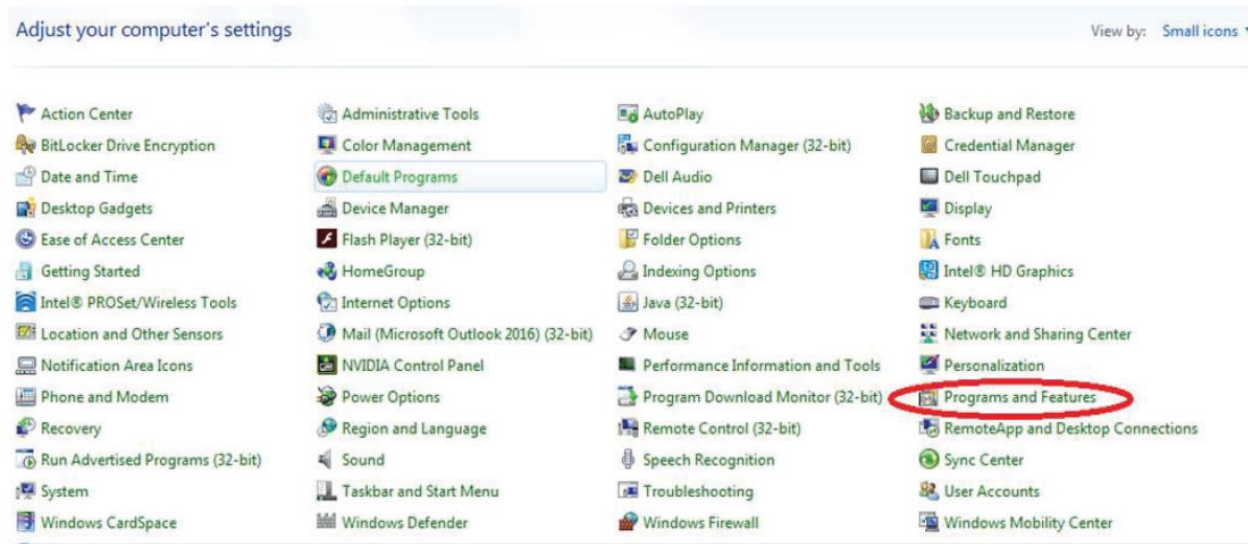 Adjust your computer's settings
View by: Small icons
Action Center Administrative Tools AutoPlay Backup and Restore
BitLocker Drive Encryption Color Management Configuration Manager (32-bit) Credential Manager
Date and Time Default Programs Dell Audio Dell Touchpad
Desktop Gadgets Device Manager Devices and Printers Display
Ease of Access Center Flash Player (32-bit) Folder Options Fonts
Getting Started HomeGroup Indexing Options Intel® HD Graphics
Intel® PROSet/Wireless Tools Internet Options Java (32-bit) Keyboard
Location and Other Sensors Mail (Microsoft Outlook 2016) (32-bit) Mouse Network and Sharing Center
Notification Area Icons NVIDIA Control Panel Performance Information and Tools Personalization
Phone and Modem Power Options Program Download Monitor (32-bit) Programs and Features
Recovery Region and Language Remote Control (32-bit) RemoteApp and Desktop Connections
Run Advertised Programs (32-bit) Sound Speech Recognition Sync Center
System Taskbar and Start Menu Troubleshooting User Accounts
Windows CardSpace Windows Defender Windows Firewall Windows Mobility Center